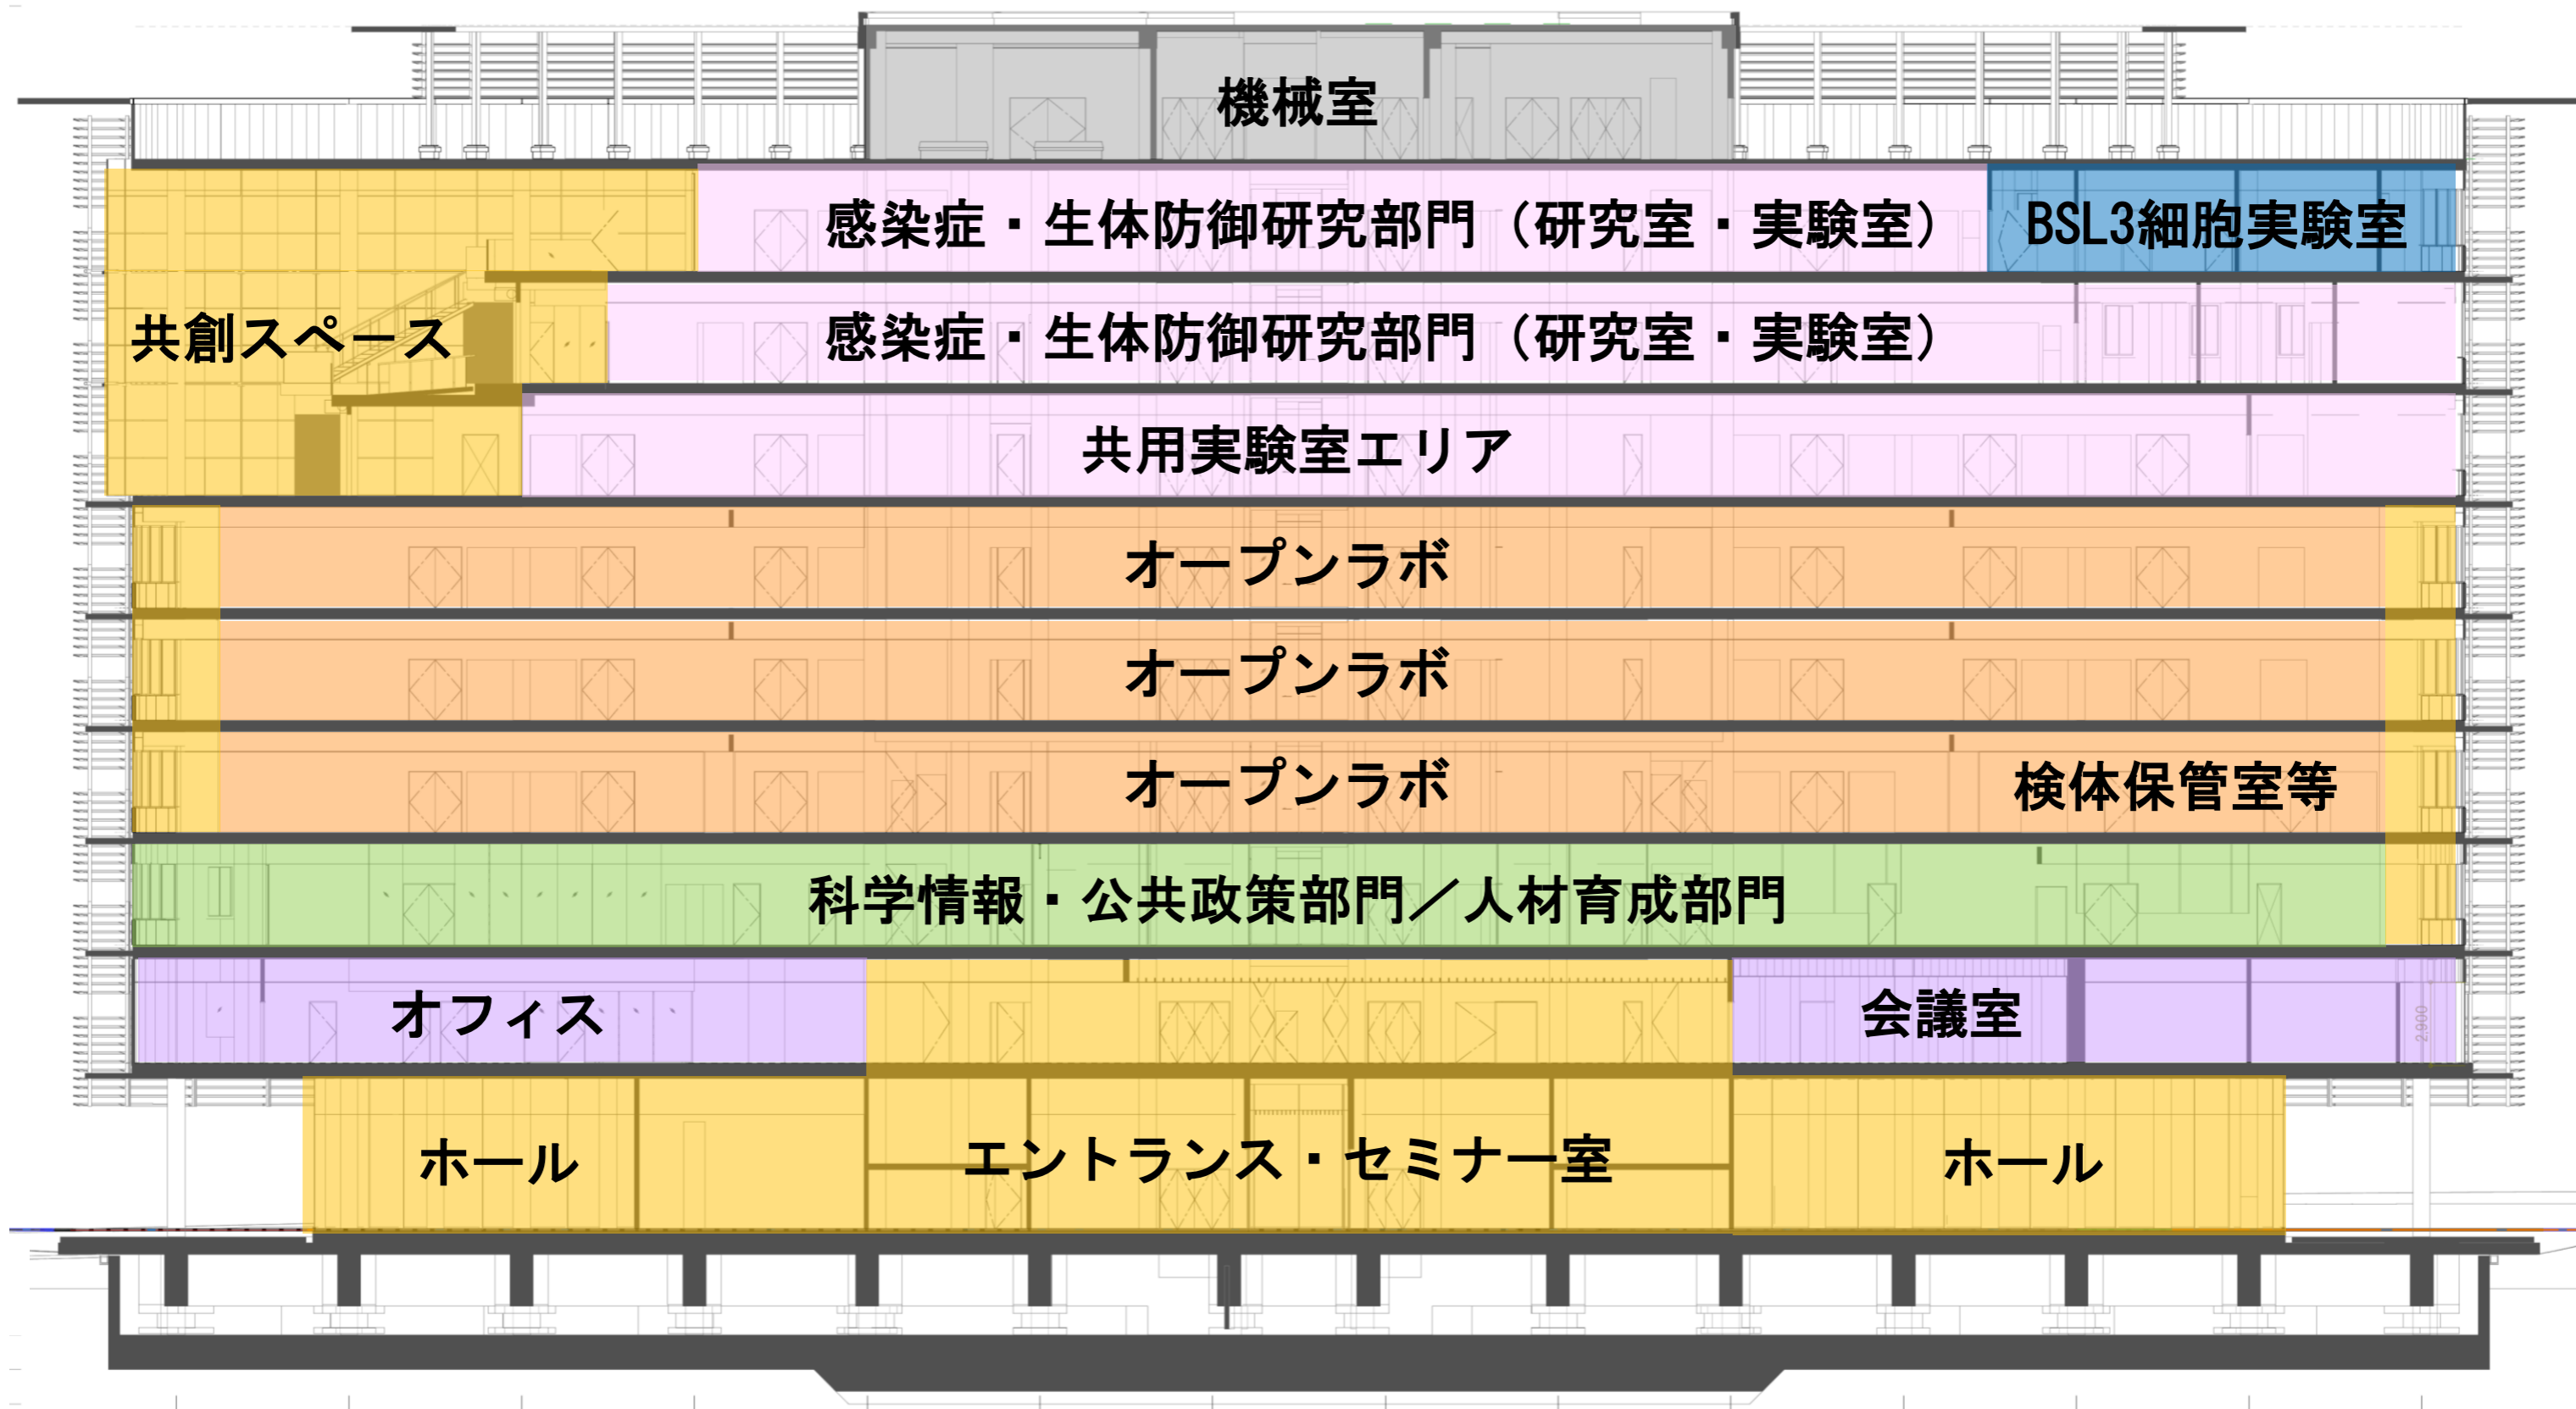 機械室
感染症・生体防御研究部門（研究室・実験室）
BSL3細胞実験室
共創スペース
感染症・生体防御研究部門（研究室・実験室）
共用実験室エリア
オープンラボ
オープンラボ
オープンラボ
検体保管室等
科学情報・公共政策部門／人材育成部門
オフィス
会議室
2,900
ホール
エントランス・セミナー室
ホール